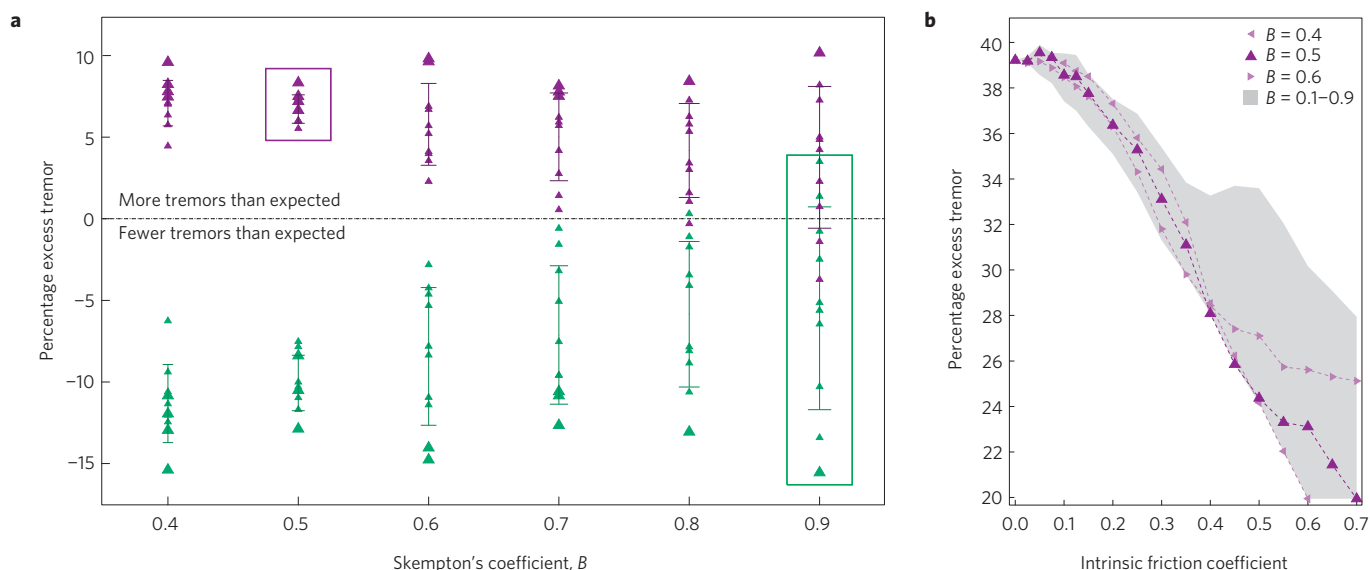 a
Percentage excess tremor
10
5
0
−5
−10
−15
More tremors than expected
Fewer tremors than expected
0.4 0.5 0.6 0.7 0.8 0.9
Skempton's coefficient, B
b
Percentage excess tremor
40
38
36
34
32
30
28
26
24
22
20
B = 0.4
B = 0.5
B = 0.6
B = 0.1–0.9
0.0 0.1 0.2 0.3 0.4 0.5 0.6 0.7
Intrinsic friction coefficient